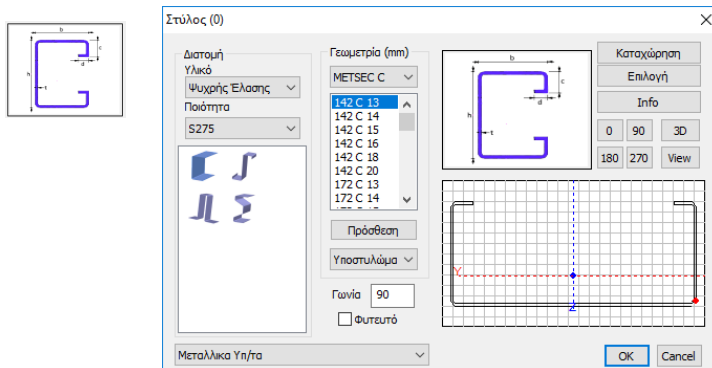 b
c
d
h
t
Στύλος (0)
Διατομή
Υλικό
Ψυχρής Έλασης
Ποιότητα
S275
Γεωμετρία (mm)
METSEC C
142 C 13
142 C 14
142 C 15
142 C 16
142 C 18
142 C 20
172 C 13
172 C 14
Πρόσθεση
Υποστυλώμα
Γωνία 90
Φυτευτό
b
c
d
h
t
Καταχώρηση
Επιλογή
Info
0 90 3D
180 270 View
Y
Z
Μεταλλικα Υπ/τα
OK Cancel